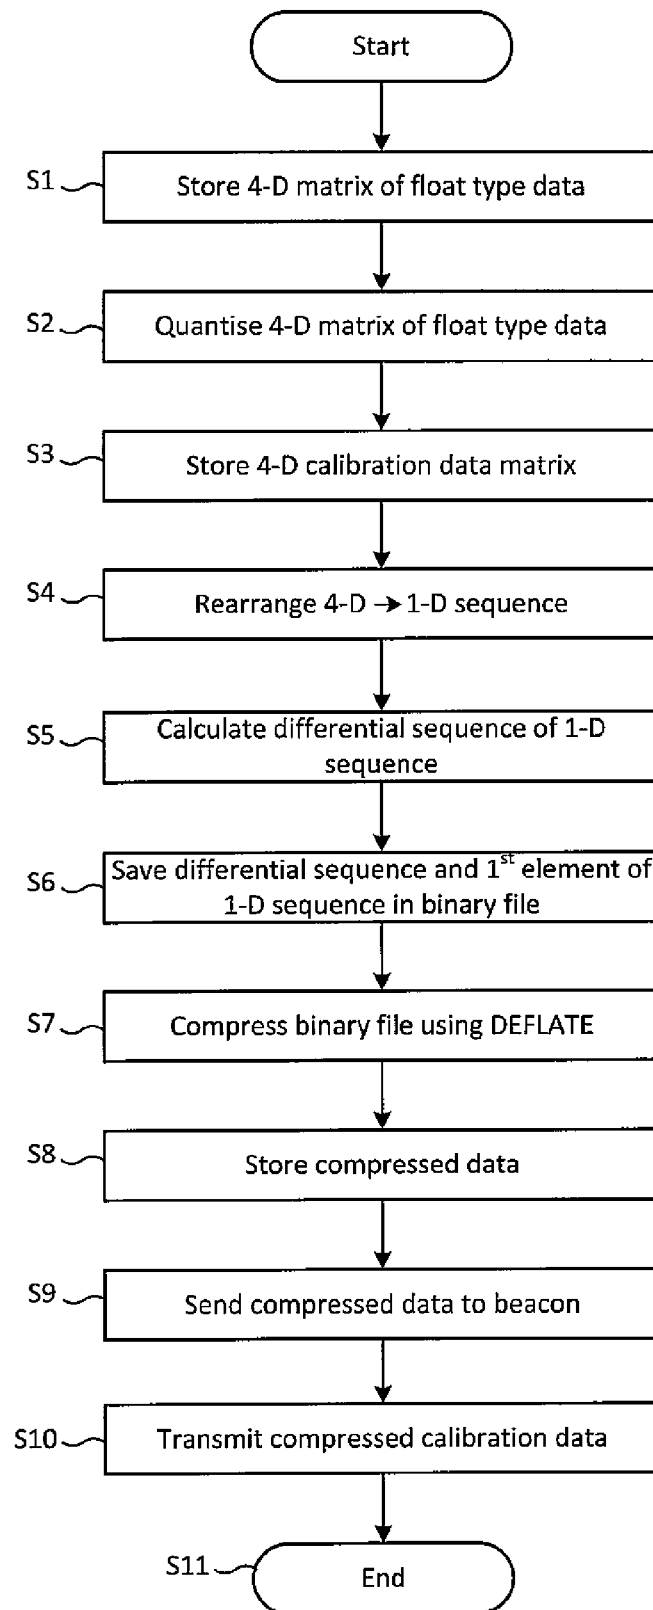 Start
S1 Store 4-D matrix of float type data
S2 Quantise 4-D matrix of float type data
S3 Store 4-D calibration data matrix
S4 Rearrange 4-D → 1-D sequence
S5 Calculate differential sequence of 1-D
sequence
S6 Save differential sequence and 1st element of
1-D sequence in binary file
S7 Compress binary file using DEFLATE
S8 Store compressed data
S9 Send compressed data to beacon
S10 Transmit compressed calibration data
S11 End